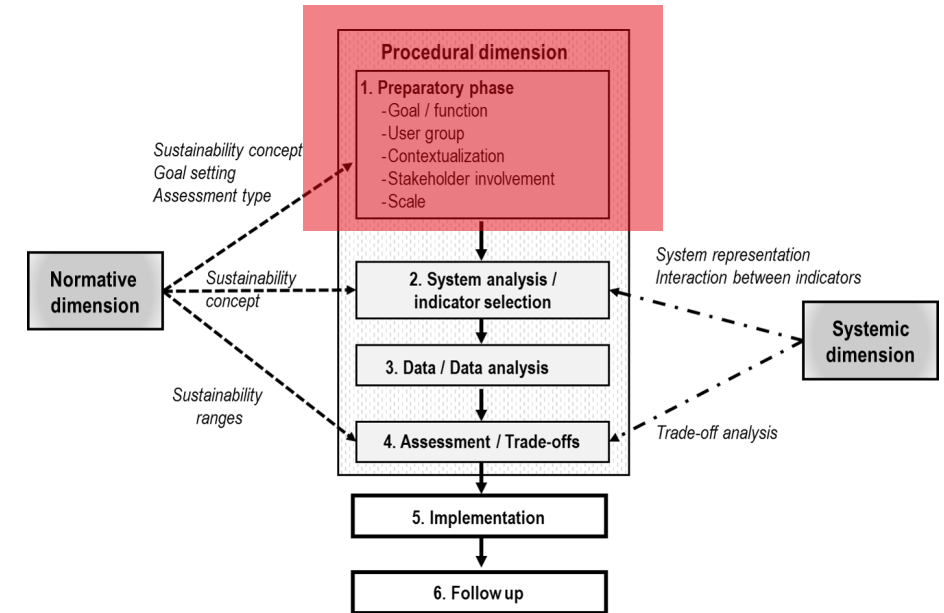 Procedural dimension
1. Preparatory phase
-Goal / function
-User group
-Contextualization
-Stakeholder involvement
-Scale
Sustainability concept
Goal setting
Assessment type
Normative
dimension
Sustainability
concept
Sustainability
ranges
2. System analysis /
indicator selection
3. Data / Data analysis
4. Assessment / Trade-offs
5. Implementation
6. Follow up
System representation
Interaction between indicators
Systemic
dimension
Trade-off analysis